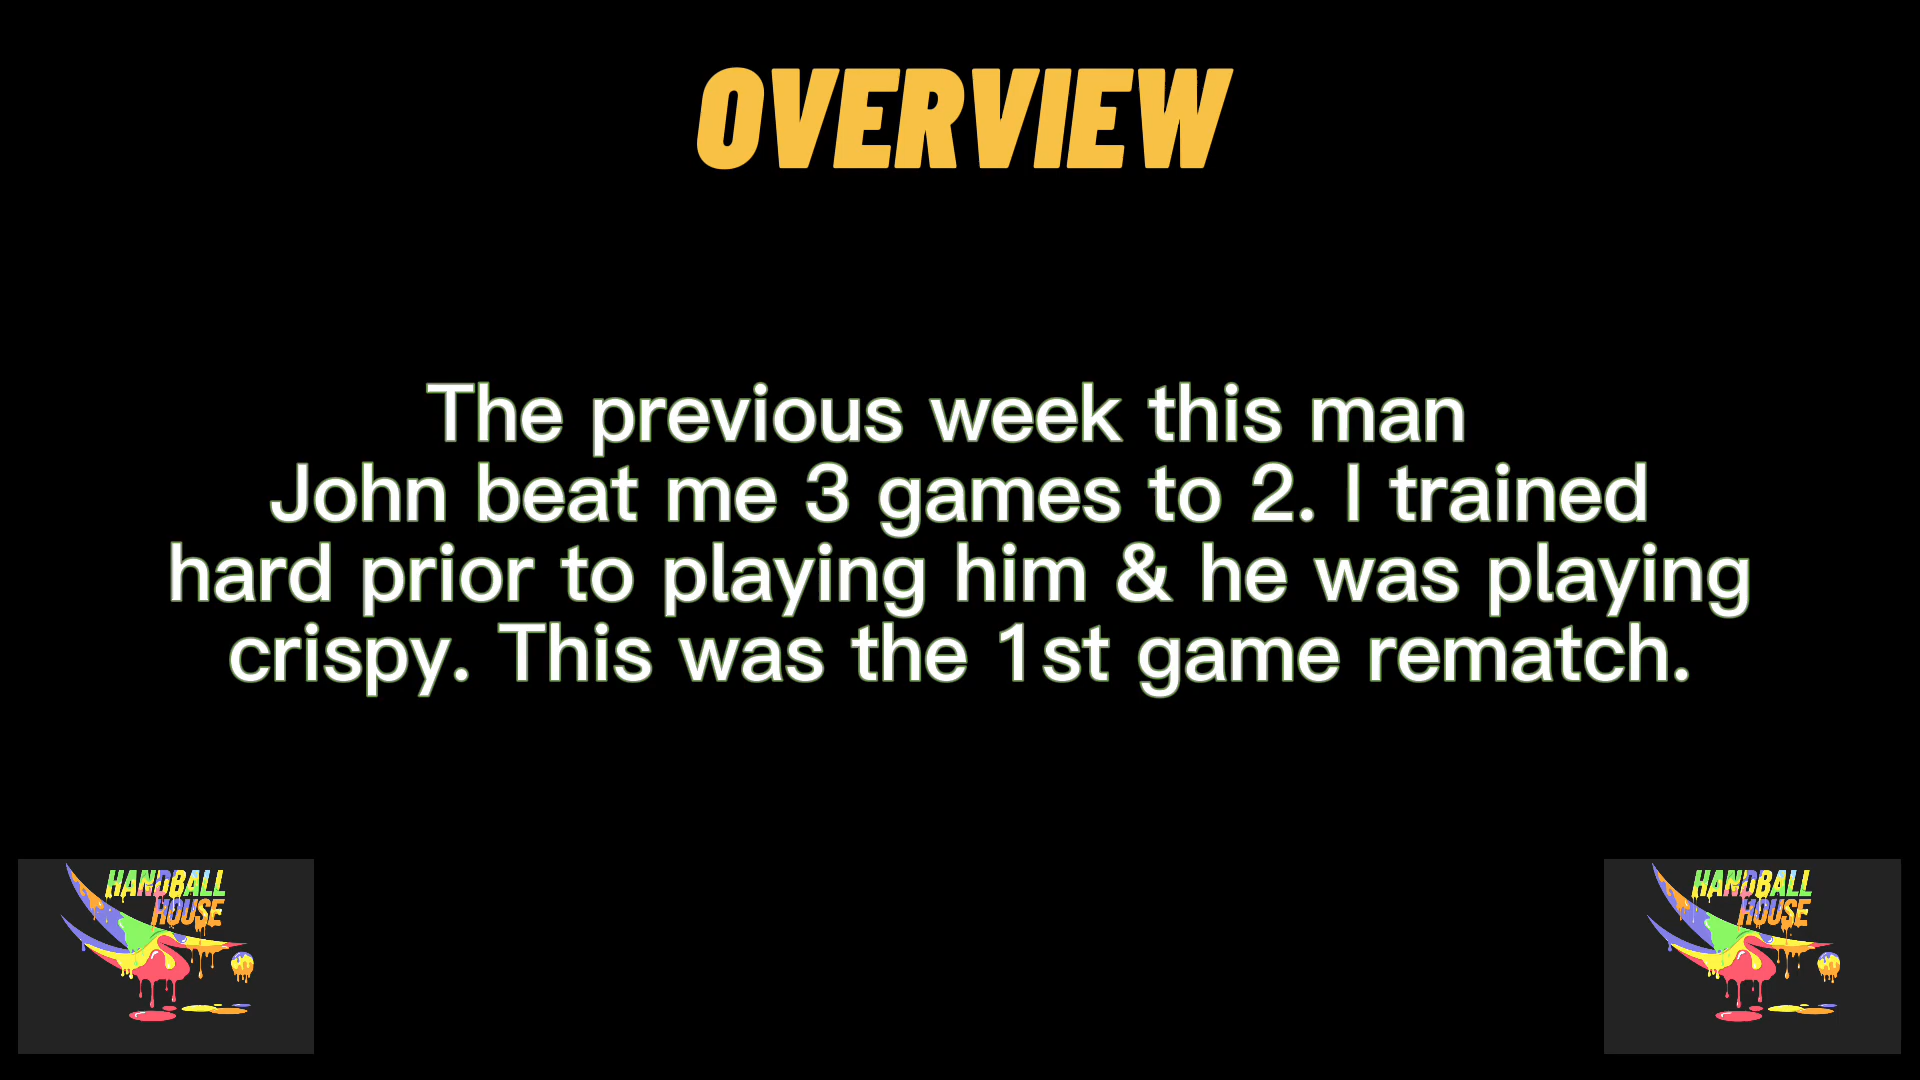 OVERVIEW
The previous week this man
John beat me 3 games to 2. I trained
hard prior to playing him & he was playing
crispy. This was the 1st game rematch.
HANDBALL
HOUSE
HANDBALL
HOUSE